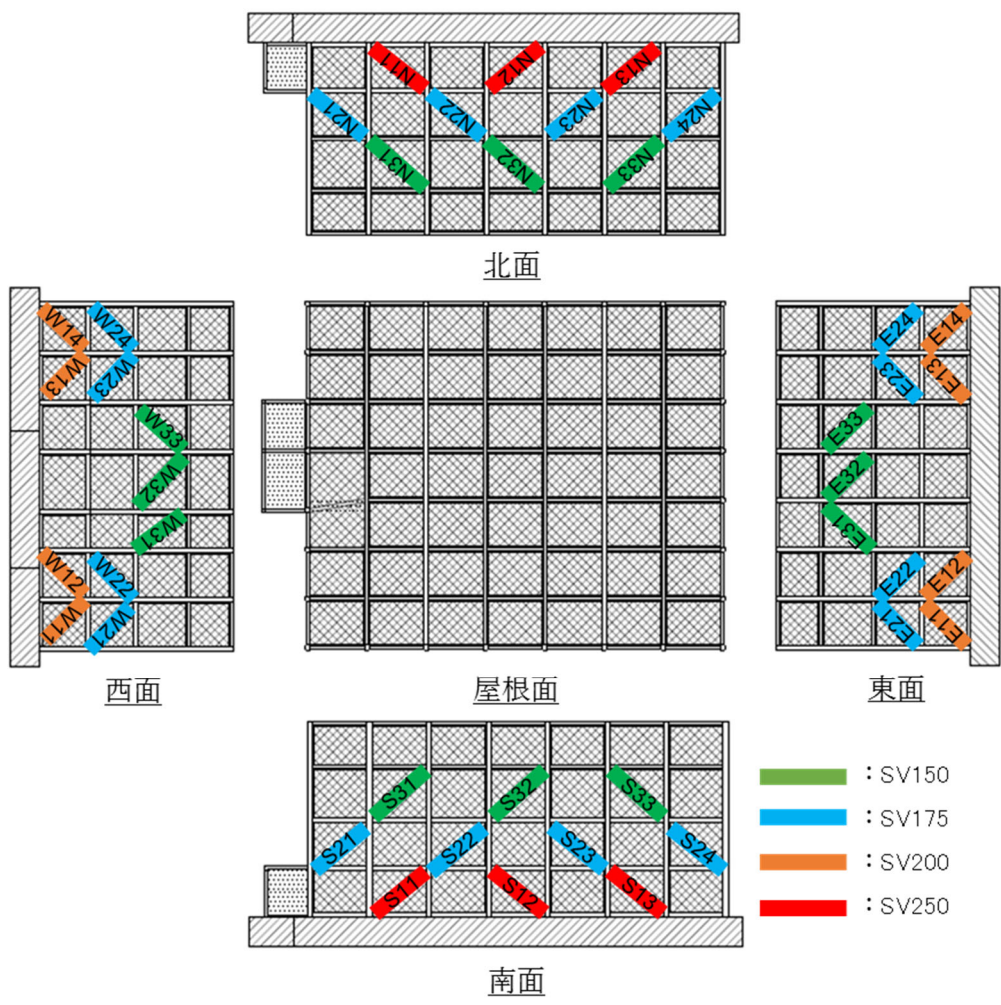 N11
N12
N13
N21
N22
N23
N24
N31
N32
N33
北面
W14
W24
W13
W23
W33
W32
W31
W12
W22
W11
W21
西面
屋根面
E24
E14
E23
E13
E33
E32
E31
E22
E12
E21
E11
東面
S31
S32
S33
S21
S22
S23
S24
S11
S12
S13
南面
：SV150
：SV175
：SV200
：SV250